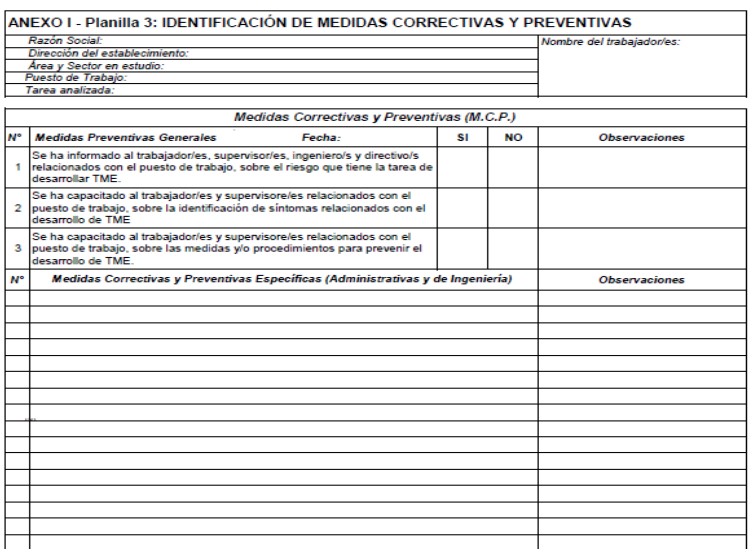 ANEXO I - Planilla 3: IDENTIFICACIÓN DE MEDIDAS CORRECTIVAS Y PREVENTIVAS
Razón Social:
Nombre del trabajador/es:
Dirección del establecimiento:
Área y Sector en estudio:
Puesto de Trabajo:
Tarea analizada:
Medidas Correctivas y Preventivas (M.C.P.)
N° Medidas Preventivas Generales Fecha: SI NO Observaciones
1 Se ha informado al trabajador/es, supervisor/es, ingeniero/s y directivo/s
relacionados con el puesto de trabajo, sobre el riesgo que tiene la tarea de
desarrollar TME.
2 Se ha capacitado al trabajador/es y supervisore/es relacionados con el
puesto de trabajo, sobre la identificación de síntomas relacionados con el
desarrollo de TME
3 Se ha capacitado al trabajador/es y supervisore/es relacionados con el
puesto de trabajo, sobre las medidas y/o procedimientos para prevenir el
desarrollo de TME.
N° Medidas Correctivas y Preventivas Específicas (Administrativas y de Ingeniería) Observaciones